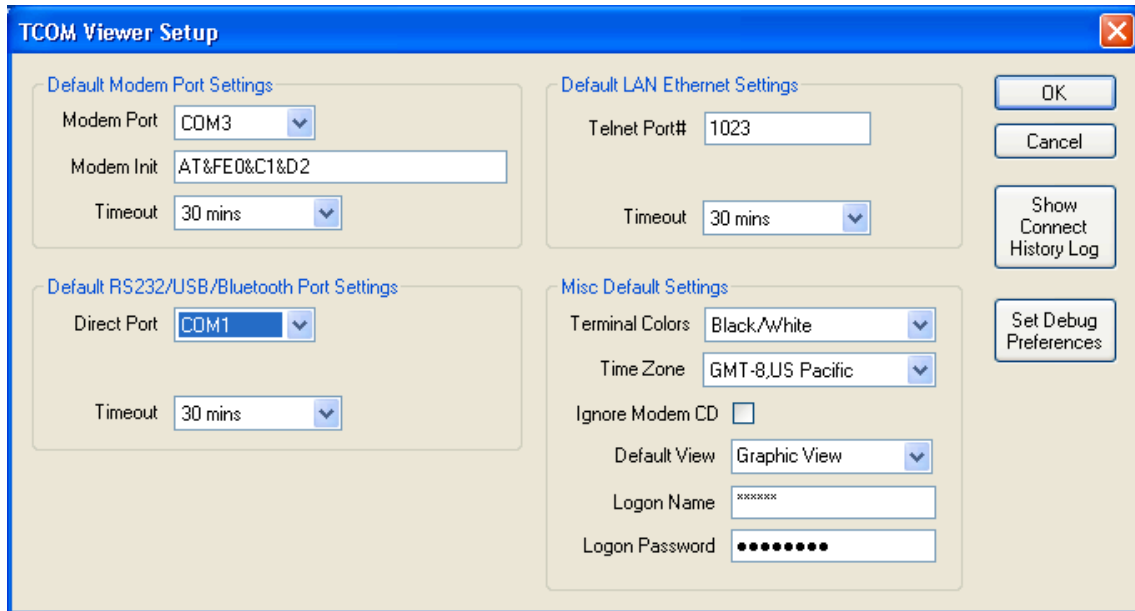 TCOM Viewer Setup
Default Modem Port Settings
Modem Port COM3
Modem Init AT&FE0&C1&D2
Timeout 30 mins
Default LAN Ethernet Settings
Telnet Port# 1023
Timeout 30 mins
OK
Cancel
Show
Connect
History Log
Default RS232/USB/Bluetooth Port Settings
Direct Port COM1
Timeout 30 mins
Misc Default Settings
Terminal Colors Black/White
Time Zone GMT-8,US Pacific
Ignore Modem CD
Default View Graphic View
Logon Name ******
Logon Password ●●●●●●●●
Set Debug
Preferences